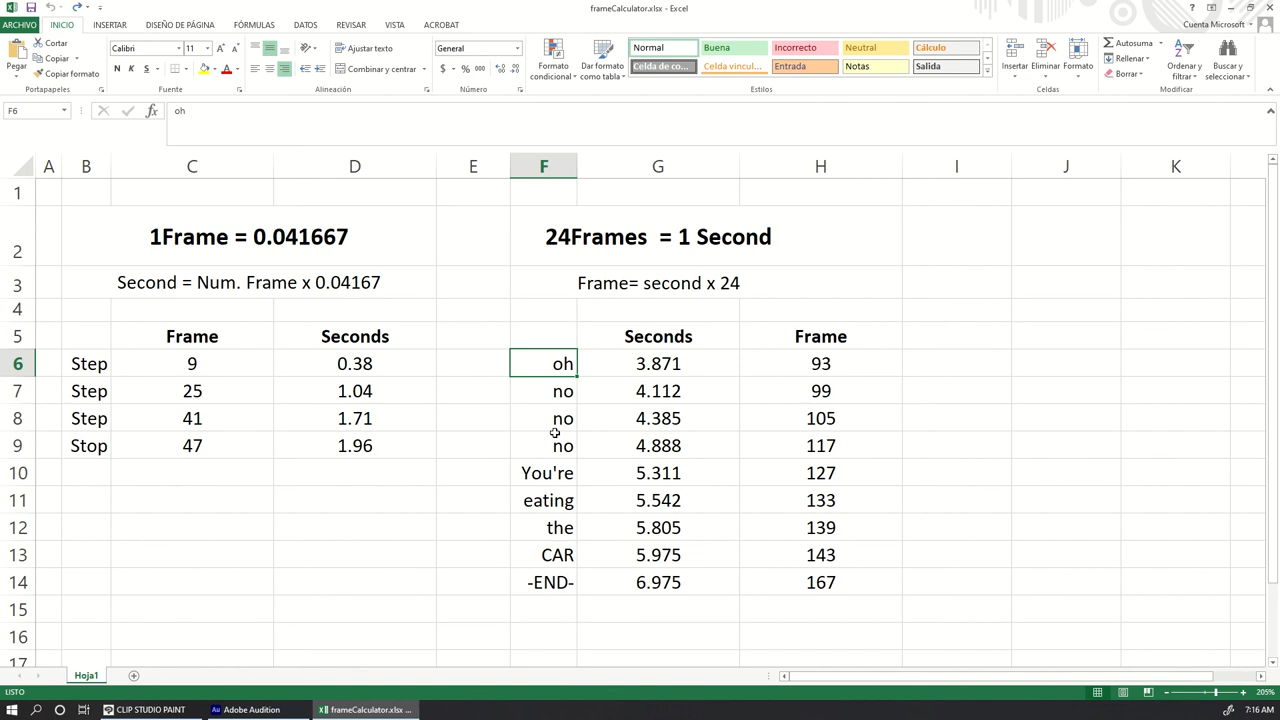 frameCalculator.xlsx - Excel
ARCHIVO INICIO INSERTAR DISEÑO DE PÁGINA FÓRMULAS DATOS REVISAR VISTA ACROBAT Cuenta Microsoft
Pegar
Cortar
Copiar
Copiar formato
Portapapeles
Calibri 11
N K S
Fuente
Ajustar texto
Combinar y centrar
Alineación
General
$ % 000
Número
Formato condicional
Dar formato como tabla
Normal Buena Incorrecto Neutral Cálculo
Celda de co... Celda vincul... Entrada Notas Salida
Estilos
Insertar Eliminar Formato
Celdas
Autosuma
Rellenar
Borrar
Ordenar y filtrar
Buscar y seleccionar
Modificar
F6 fx oh
A B C D E F G H I J K
1
2 1Frame = 0.041667 24Frames = 1 Second
3 Second = Num. Frame x 0.04167 Frame= second x 24
4
5 Frame Seconds Seconds Frame
6 Step 9 0.38 oh 3.871 93
7 Step 25 1.04 no 4.112 99
8 Step 41 1.71 no 4.385 105
9 Stop 47 1.96 no 4.888 117
10 You're 5.311 127
11 eating 5.542 133
12 the 5.805 139
13 CAR 5.975 143
14 -END- 6.975 167
15
16
17
Hoja1
LISTO 205%
CLIP STUDIO PAINT Adobe Audition frameCalculator.xlsx ... 7:16 AM